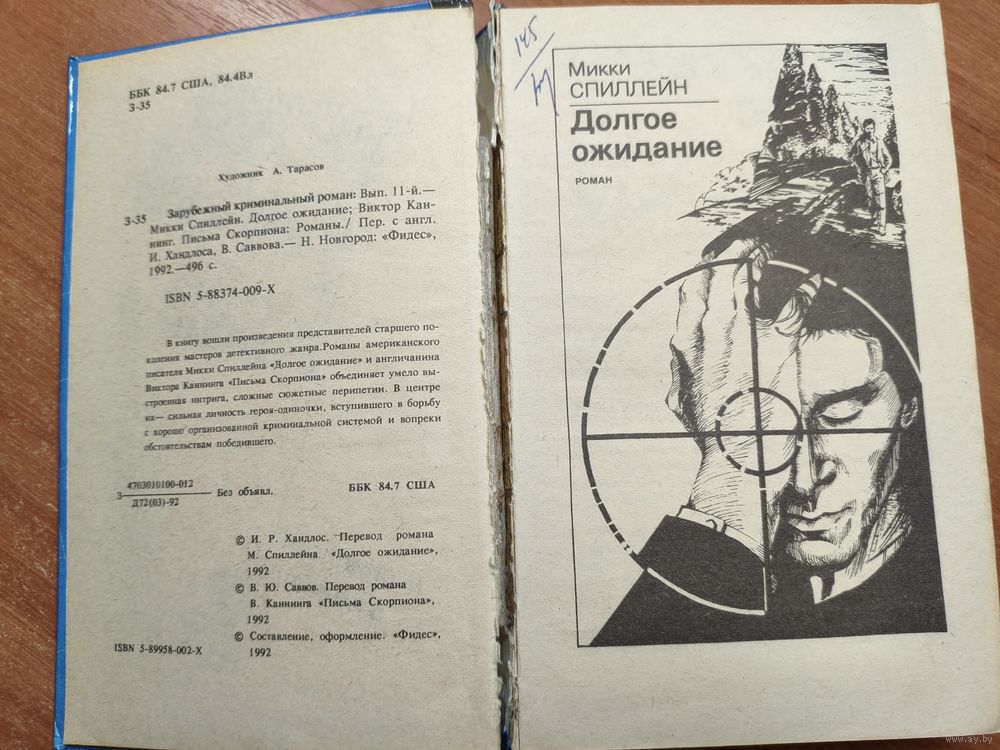 ББК 84.7 США, 84.4Вл
З-35
Художник А. Тарасов
З-35 Зарубежный криминальный роман: Вып. 11-й.—
Микки Спиллейн. Долгое ожидание; Виктор Кан-
нинг. Письма Скорпиона: Романы./ Пер. с англ.
И. Хандлоса, В. Саввова.— Н. Новгород: «Фидес»,
1992.—496 с.
ISBN 5-88374-009-X
В книгу вошли произведения представителей старшего по-
коления мастеров детективного жанра.Романы американского
писателя Микки Спиллейна «Долгое ожидание» и англичанина
Виктора Каннинга «Письма Скорпиона» объединяет умело вы-
строенная интрига, сложные сюжетные перипетии. В центре
их— сильная личность героя-одиночки, вступившего в борьбу
с хорошо организованной криминальной системой и вопреки
обстоятельствам победившего.
4703010100-012
З
Д72(03)-92
Без объявл.
ББК 84.7 США
© И. Р. Хандлос. Перевод романа
М. Спиллейна «Долгое ожидание»,
1992
© В. Ю. Саввов. Перевод романа
В. Каннинга «Письма Скорпиона»,
1992
© Составление, оформление. «Фидес»,
1992
ISBN 5-89958-002-X
145
Микки
СПИЛЛЕЙН
Долгое
ожидание
РОМАН
www.ay.by